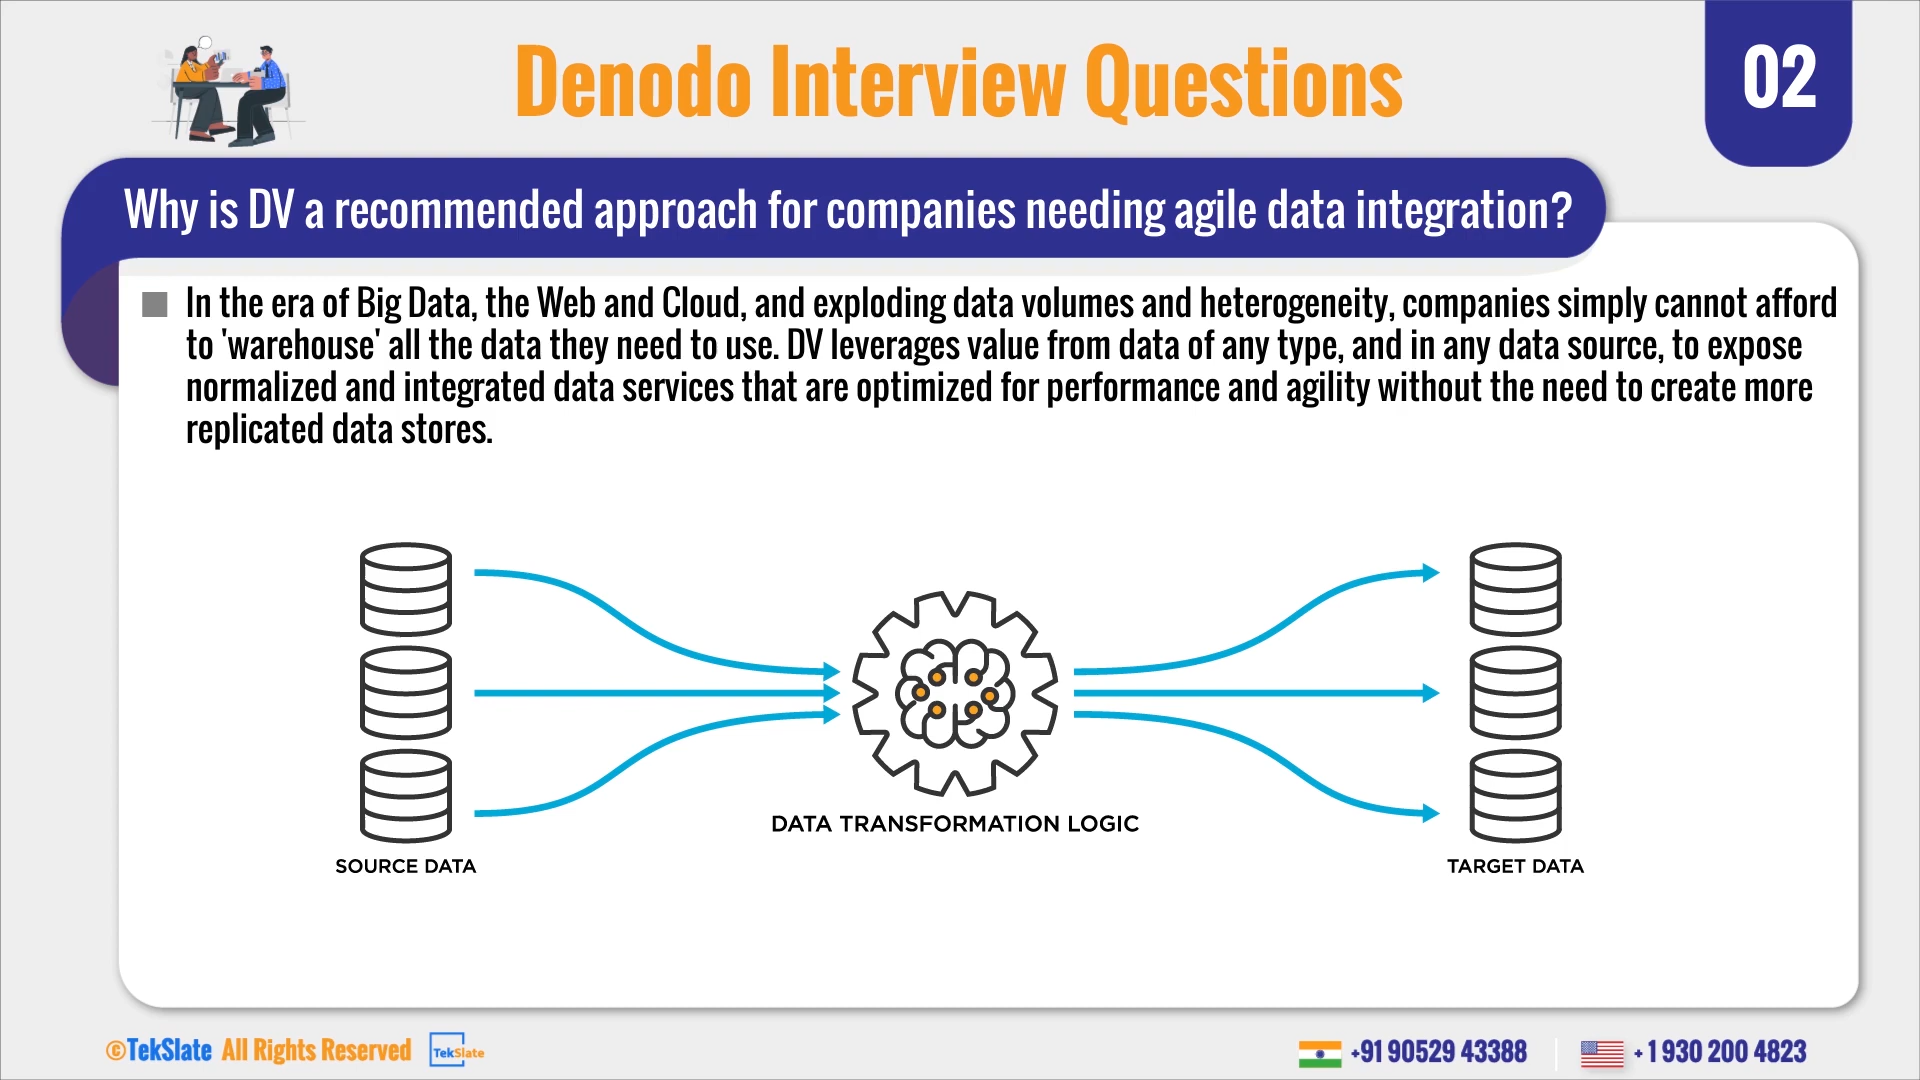 Denodo Interview Questions
02
Why is DV a recommended approach for companies needing agile data integration?
In the era of Big Data, the Web and Cloud, and exploding data volumes and heterogeneity, companies simply cannot afford
to 'warehouse' all the data they need to use. DV leverages value from data of any type, and in any data source, to expose
normalized and integrated data services that are optimized for performance and agility without the need to create more
replicated data stores.
DATA TRANSFORMATION LOGIC
SOURCE DATA
TARGET DATA
©TekSlate All Rights Reserved
TekSlate
+91 90529 43388
+1 930 200 4823